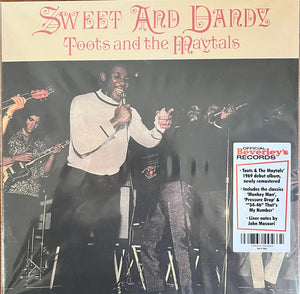 SWEET AND DANDY
Toots and the Maytals
OFFICIAL
Beverley's
RECORDS
• Toots & The Maytals'
1969 debut album,
newly remastered
• Includes the classics
'Monkey Man',
'Pressure Drop' &
'"54-46" That's
My Number'
• Liner notes by
John Masouri